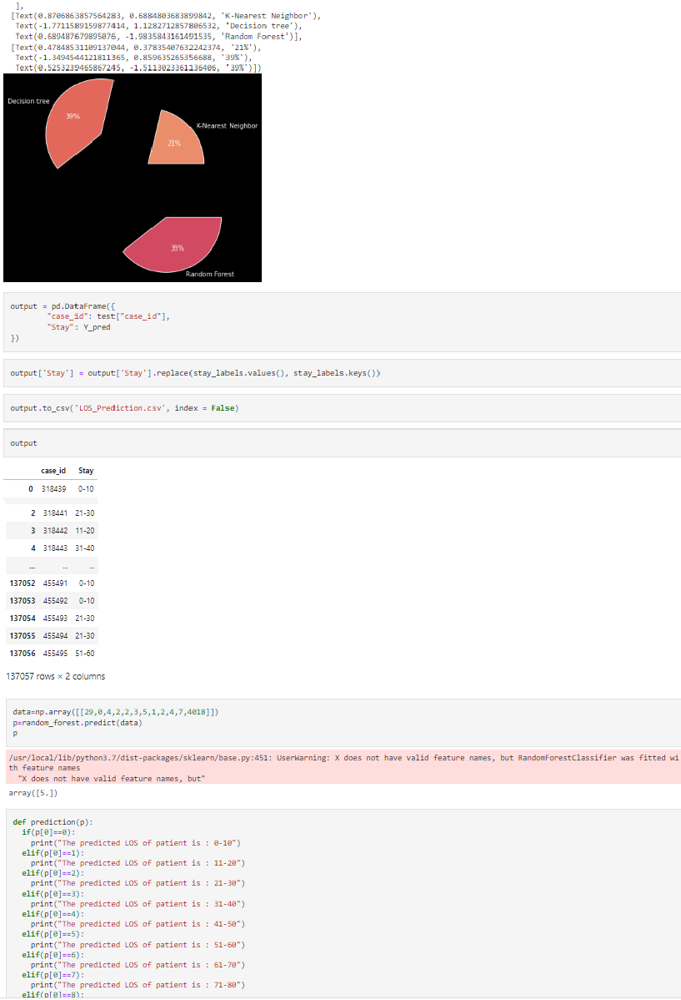 ],
[Text(0.8706863857564283, 0.6884803683899842, 'K-Nearest Neighbor'),
Text(-1.7711589159877414, 1.1282712857806532, 'Decision tree'),
Text(0.689487679895076, -1.9835843161491535, 'Random Forest')],
[Text(0.47848531109137044, 0.37835407632242374, '21%'),
Text(-1.3494544121811365, 0.859635265356688, '39%'),
Text(0.5253239465867245, -1.5113023361136406, '39%')])
Decision tree
39%
K-Nearest Neighbor
21%
39%
Random Forest
output = pd.DataFrame({
"case_id": test["case_id"],
"Stay": Y_pred
})
output['Stay'] = output['Stay'].replace(stay_labels.values(), stay_labels.keys())
output.to_csv('LOS_Prediction.csv', index = False)
output
case_id Stay
0 318439 0-10
2 318441 21-30
3 318442 11-20
4 318443 31-40
... ... ...
137052 455491 0-10
137053 455492 0-10
137054 455493 21-30
137055 455494 21-30
137056 455495 51-60
137057 rows × 2 columns
data=np.array([[29,0,4,2,2,3,5,1,2,4,7,4018]])
p=random_forest.predict(data)
p
/usr/local/lib/python3.7/dist-packages/sklearn/base.py:451: UserWarning: X does not have valid feature names, but RandomForestClassifier was fitted wi
th feature names
"X does not have valid feature names, but"
array([5.])
def prediction(p):
if(p[0]==0):
print("The predicted LOS of patient is : 0-10")
elif(p[0]==1):
print("The predicted LOS of patient is : 11-20")
elif(p[0]==2):
print("The predicted LOS of patient is : 21-30")
elif(p[0]==3):
print("The predicted LOS of patient is : 31-40")
elif(p[0]==4):
print("The predicted LOS of patient is : 41-50")
elif(p[0]==5):
print("The predicted LOS of patient is : 51-60")
elif(p[0]==6):
print("The predicted LOS of patient is : 61-70")
elif(p[0]==7):
print("The predicted LOS of patient is : 71-80")
elif(p[0]==8):